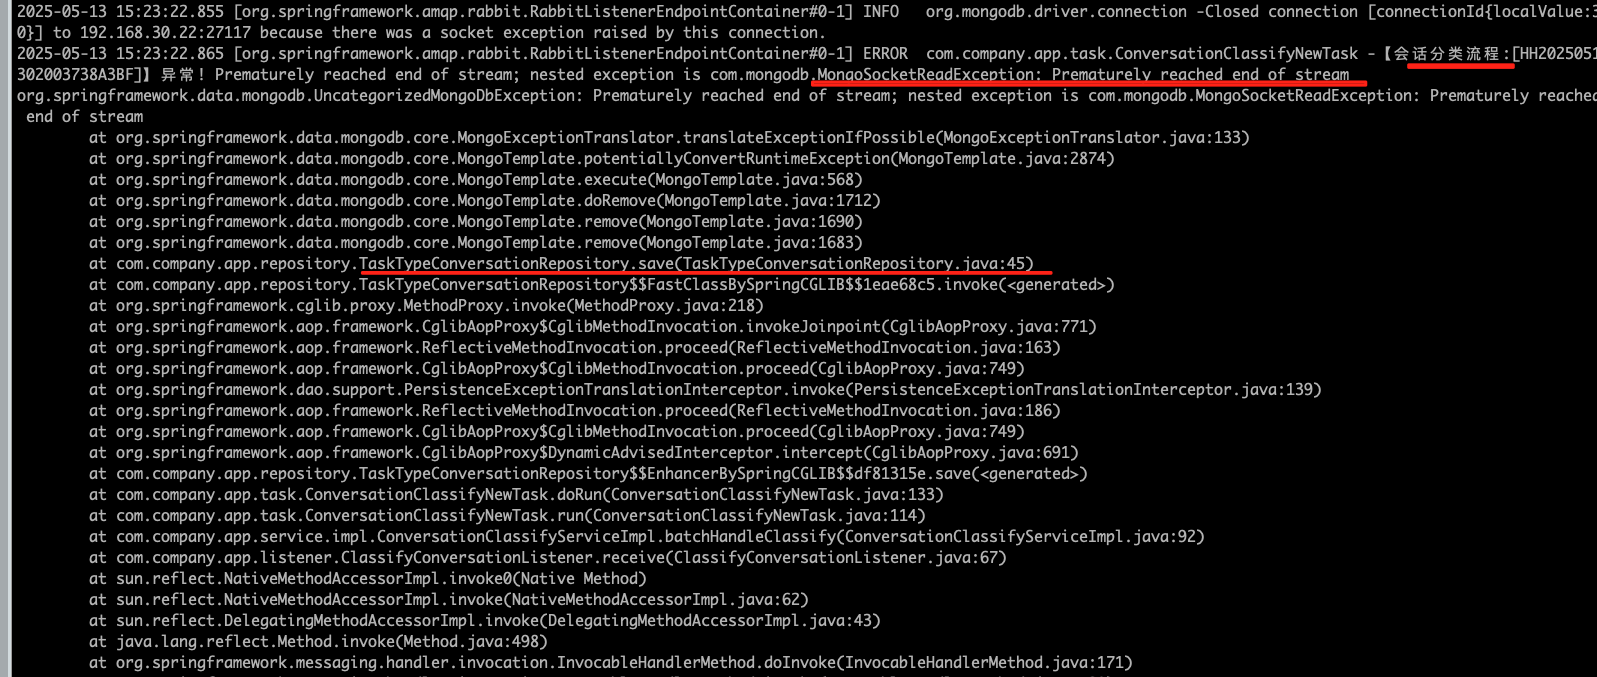 2025-05-13 15:23:22.855 [org.springframework.amqp.rabbit.RabbitListenerEndpointContainer#0-1] INFO   org.mongodb.driver.connection -Closed connection [connectionId{localValue:3
0}] to 192.168.30.22:27117 because there was a socket exception raised by this connection.
2025-05-13 15:23:22.865 [org.springframework.amqp.rabbit.RabbitListenerEndpointContainer#0-1] ERROR  com.company.app.task.ConversationClassifyNewTask -【会话分类流程:[HH2025051
302003738A3BF]】异常! Prematurely reached end of stream; nested exception is com.mongodb.MongoSocketReadException: Prematurely reached end of stream
org.springframework.data.mongodb.UncategorizedMongoDbException: Prematurely reached end of stream; nested exception is com.mongodb.MongoSocketReadException: Prematurely reached
end of stream
at org.springframework.data.mongodb.core.MongoExceptionTranslator.translateExceptionIfPossible(MongoExceptionTranslator.java:133)
at org.springframework.data.mongodb.core.MongoTemplate.potentiallyConvertRuntimeException(MongoTemplate.java:2874)
at org.springframework.data.mongodb.core.MongoTemplate.execute(MongoTemplate.java:568)
at org.springframework.data.mongodb.core.MongoTemplate.doRemove(MongoTemplate.java:1712)
at org.springframework.data.mongodb.core.MongoTemplate.remove(MongoTemplate.java:1690)
at org.springframework.data.mongodb.core.MongoTemplate.remove(MongoTemplate.java:1683)
at com.company.app.repository.TaskTypeConversationRepository.save(TaskTypeConversationRepository.java:45)
at com.company.app.repository.TaskTypeConversationRepository$$FastClassBySpringCGLIB$$1eae68c5.invoke(<generated>)
at org.springframework.cglib.proxy.MethodProxy.invoke(MethodProxy.java:218)
at org.springframework.aop.framework.CglibAopProxy$CglibMethodInvocation.invokeJoinpoint(CglibAopProxy.java:771)
at org.springframework.aop.framework.ReflectiveMethodInvocation.proceed(ReflectiveMethodInvocation.java:163)
at org.springframework.aop.framework.CglibAopProxy$CglibMethodInvocation.proceed(CglibAopProxy.java:749)
at org.springframework.dao.support.PersistenceExceptionTranslationInterceptor.invoke(PersistenceExceptionTranslationInterceptor.java:139)
at org.springframework.aop.framework.ReflectiveMethodInvocation.proceed(ReflectiveMethodInvocation.java:186)
at org.springframework.aop.framework.CglibAopProxy$CglibMethodInvocation.proceed(CglibAopProxy.java:749)
at org.springframework.aop.framework.CglibAopProxy$DynamicAdvisedInterceptor.intercept(CglibAopProxy.java:691)
at com.company.app.repository.TaskTypeConversationRepository$$EnhancerBySpringCGLIB$$df81315e.save(<generated>)
at com.company.app.task.ConversationClassifyNewTask.doRun(ConversationClassifyNewTask.java:133)
at com.company.app.task.ConversationClassifyNewTask.run(ConversationClassifyNewTask.java:114)
at com.company.app.service.impl.ConversationClassifyServiceImpl.batchHandleClassify(ConversationClassifyServiceImpl.java:92)
at com.company.app.listener.ClassifyConversationListener.receive(ClassifyConversationListener.java:67)
at sun.reflect.NativeMethodAccessorImpl.invoke0(Native Method)
at sun.reflect.NativeMethodAccessorImpl.invoke(NativeMethodAccessorImpl.java:62)
at sun.reflect.DelegatingMethodAccessorImpl.invoke(DelegatingMethodAccessorImpl.java:43)
at java.lang.reflect.Method.invoke(Method.java:498)
at org.springframework.messaging.handler.invocation.InvocableHandlerMethod.doInvoke(InvocableHandlerMethod.java:171)